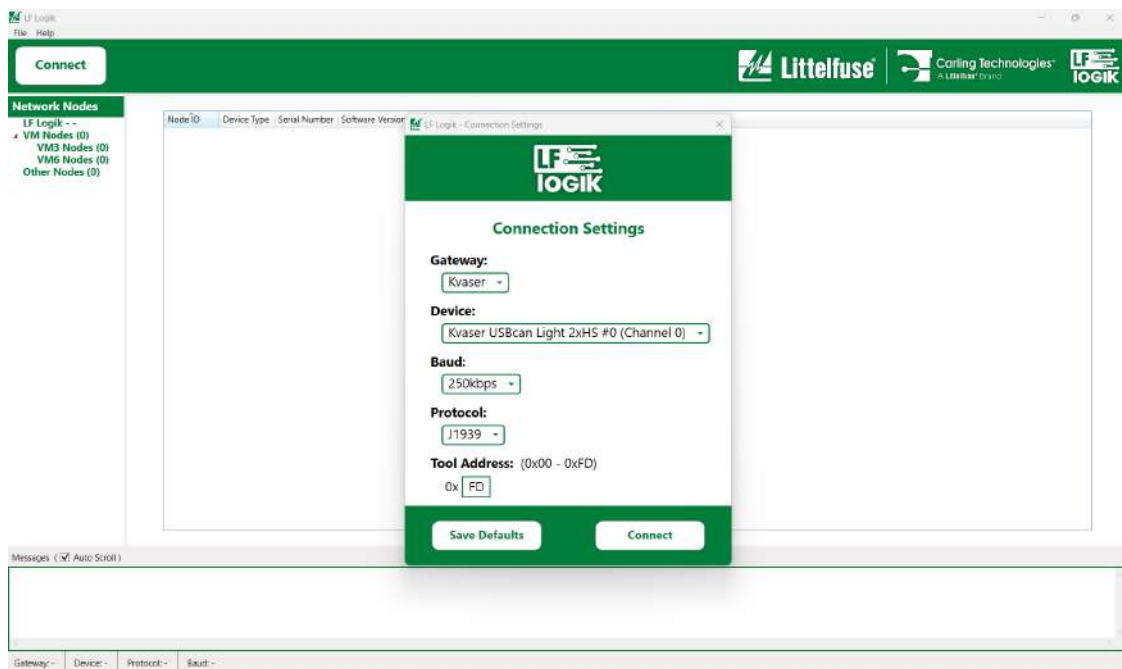 LF Logik
File Help
Connect
Littelfuse
Carling Technologies
A Littelfuse Brand
LF
LOGIK
Network Nodes
LF Logik - -
VM Nodes (0)
VM3 Nodes (0)
VM6 Nodes (0)
Other Nodes (0)
Node ID Device Type Serial Number Software Version
LF Logik - Connection Settings
LF
LOGIK
Connection Settings
Gateway:
Kvaser
Device:
Kvaser USBcan Light 2xHS #0 (Channel 0)
Baud:
250kbps
Protocol:
J1939
Tool Address: (0x00 - 0xFD)
0x FD
Save Defaults Connect
Messages ( Auto Scroll )
Gateway: - Device: - Protocol: - Baud: -